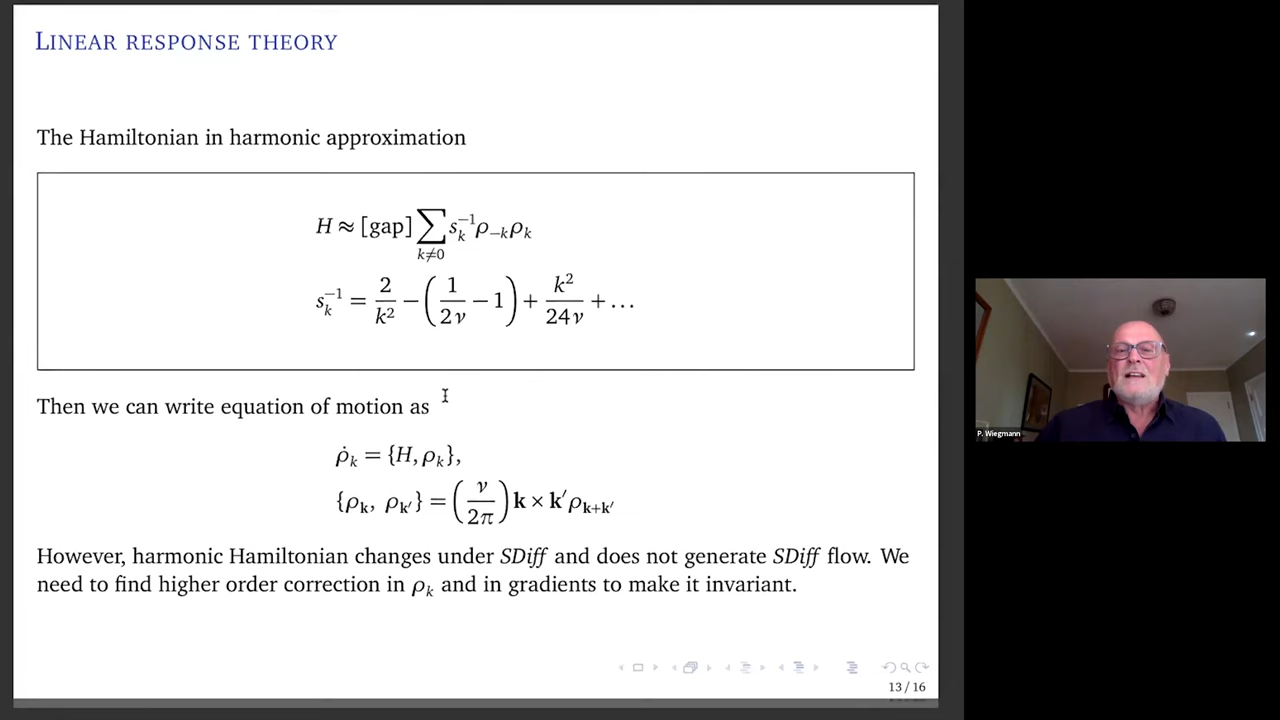 LINEAR RESPONSE THEORY
The Hamiltonian in harmonic approximation
H ≈ [gap] ∑_{k≠0} s_k^{-1} ρ_{-k} ρ_k
s_k^{-1} = 2/k² − (1/2ν − 1) + k²/24ν + …
Then we can write equation of motion as
ρ̇_k = {H, ρ_k},
{ρ_𝐤, ρ_𝐤′} = (ν/2π) 𝐤 × 𝐤′ ρ_{𝐤+𝐤′}
However, harmonic Hamiltonian changes under SDiff and does not generate SDiff flow. We
need to find higher order correction in ρ_k and in gradients to make it invariant.
13 / 16
P. Wiegmann